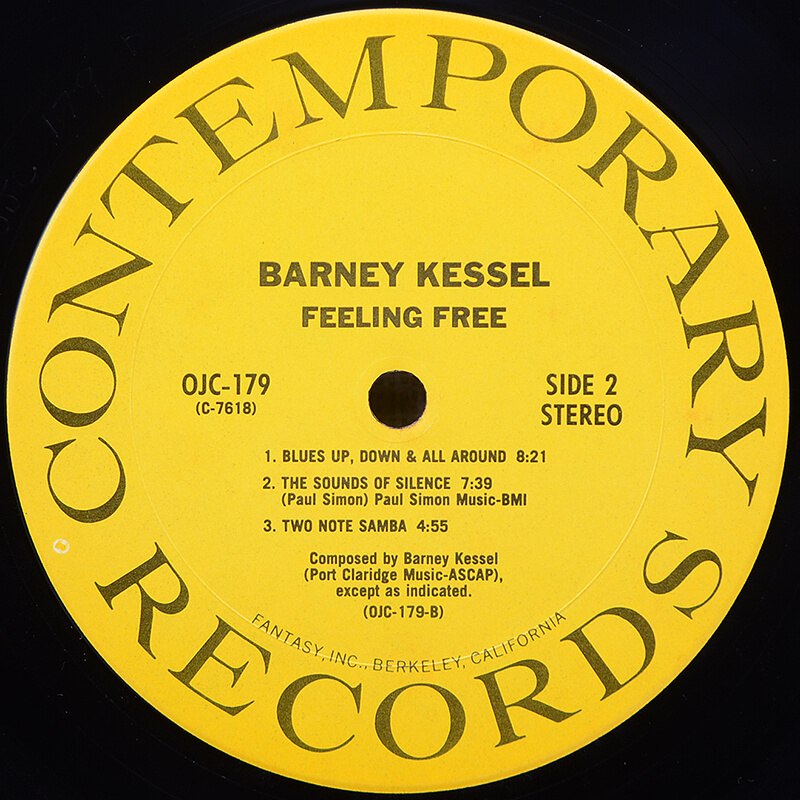 CONTEMPORARY RECORDS
BARNEY KESSEL
FEELING FREE
OJC-179
(C-7618)
SIDE 2
STEREO
1. BLUES UP, DOWN & ALL AROUND 8:21
2. THE SOUNDS OF SILENCE 7:39
(Paul Simon) Paul Simon Music-BMI
3. TWO NOTE SAMBA 4:55
Composed by Barney Kessel
(Port Claridge Music-ASCAP),
except as indicated.
(OJC-179-B)
FANTASY, INC., BERKELEY, CALIFORNIA